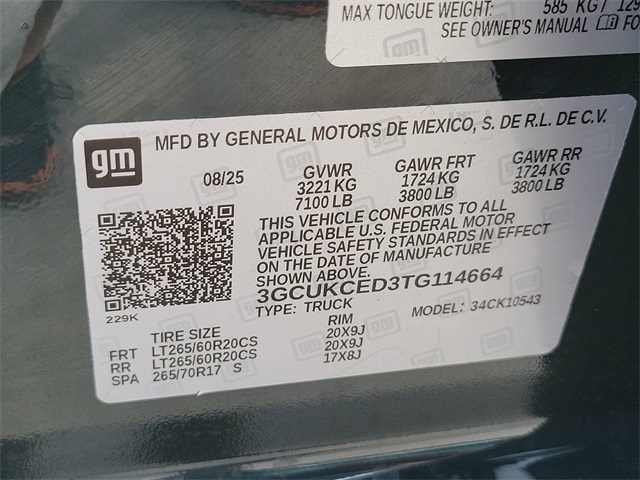 MAX TONGUE WEIGHT: 585 KG / 129
SEE OWNER'S MANUAL FO
gm
MFD BY GENERAL MOTORS DE MEXICO, S. DE R.L. DE C.V.
08/25 GVWR GAWR FRT GAWR RR
3221 KG 1724 KG 1724 KG
7100 LB 3800 LB 3800 LB
THIS VEHICLE CONFORMS TO ALL
APPLICABLE U.S. FEDERAL MOTOR
VEHICLE SAFETY STANDARDS IN EFFECT
ON THE DATE OF MANUFACTURE
SHOWN ABOVE.
3GCUKCED3TG114664
229K TYPE: TRUCK MODEL: 34CK10543
TIRE SIZE RIM
FRT LT265/60R20CS 20X9J
RR LT265/60R20CS 20X9J
SPA 265/70R17 S 17X8J